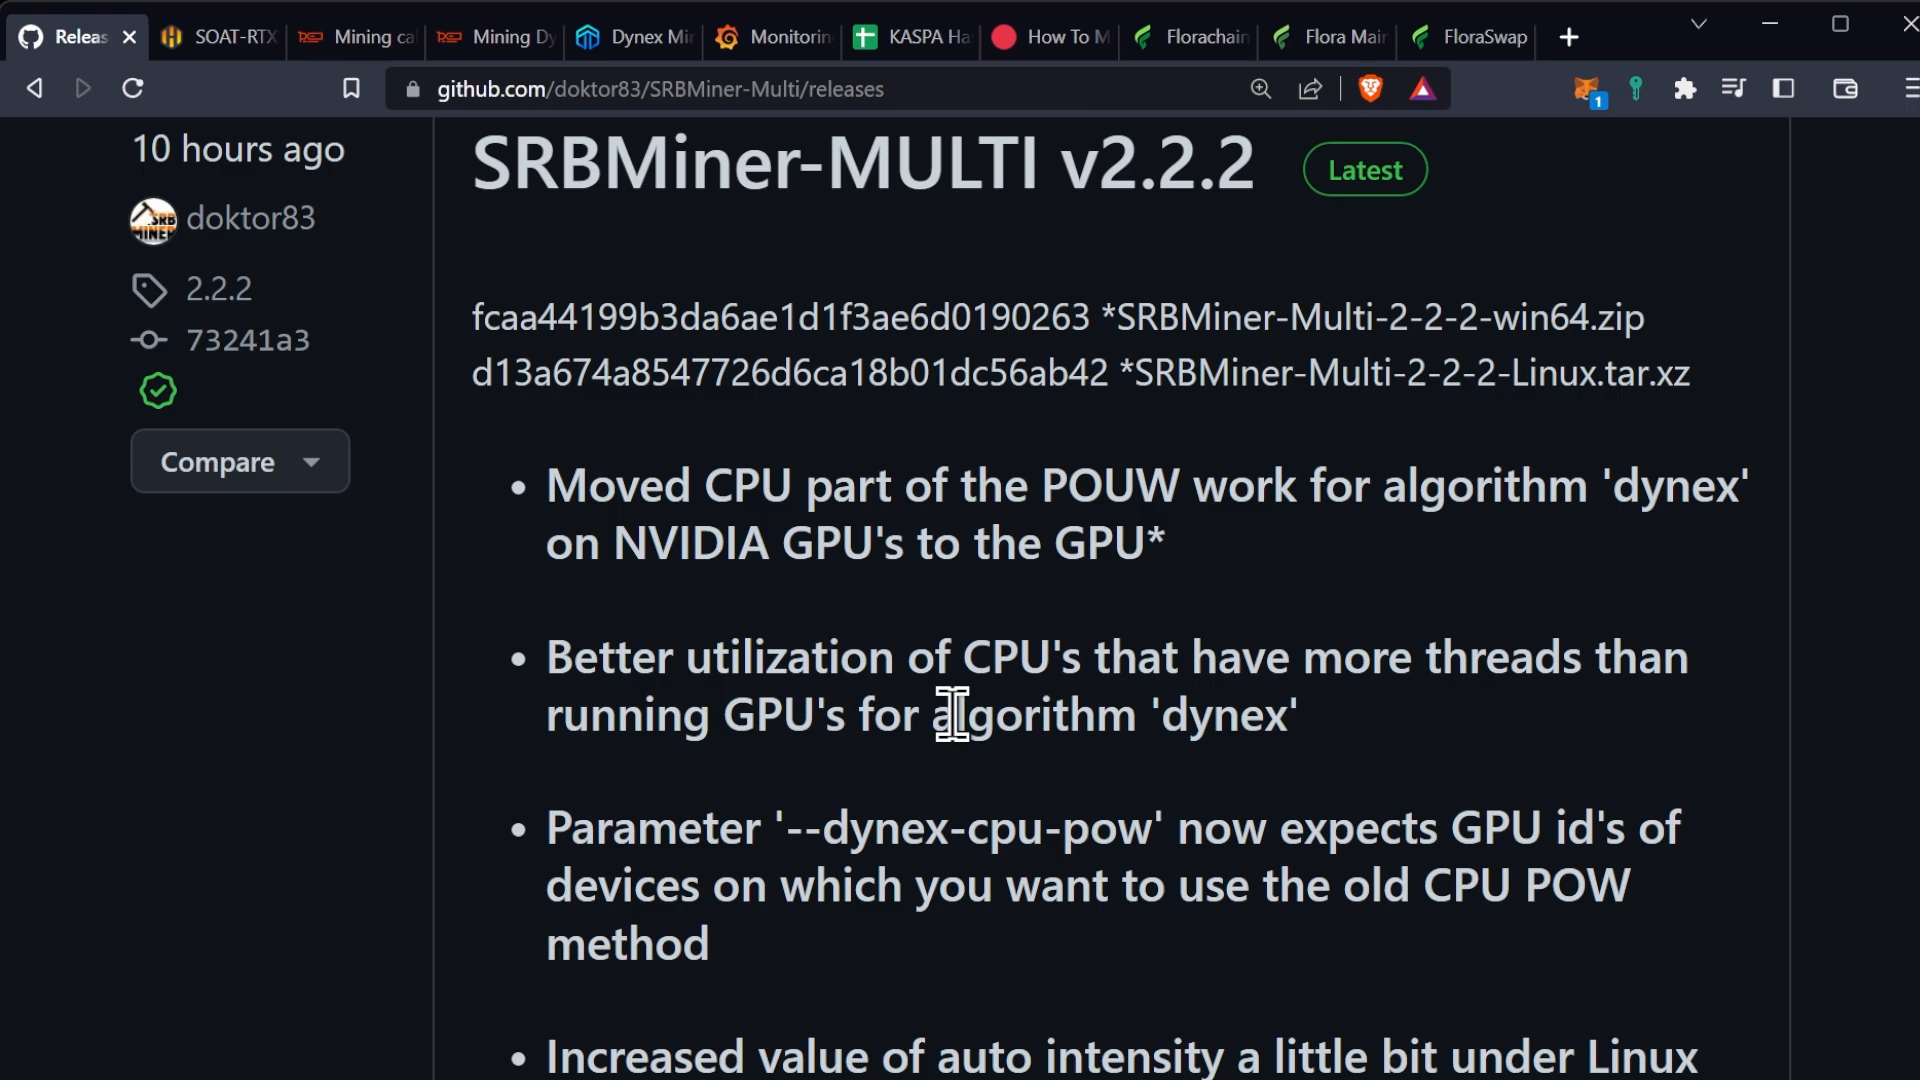 Releas
SOAT-RTX
Mining ca
Mining Dy
Dynex Mi
Monitorin
KASPA Ha
How To M
Florachain
Flora Mai
FloraSwap
github.com/doktor83/SRBMiner-Multi/releases
1
10 hours ago
doktor83
2.2.2
73241a3
Compare
SRBMiner-MULTI v2.2.2
Latest
fcaa44199b3da6ae1d1f3ae6d0190263 *SRBMiner-Multi-2-2-2-win64.zip
d13a674a8547726d6ca18b01dc56ab42 *SRBMiner-Multi-2-2-2-Linux.tar.xz
• Moved CPU part of the POUW work for algorithm 'dynex'
on NVIDIA GPU's to the GPU*
• Better utilization of CPU's that have more threads than
running GPU's for algorithm 'dynex'
• Parameter '--dynex-cpu-pow' now expects GPU id's of
devices on which you want to use the old CPU POW
method
• Increased value of auto intensity a little bit under Linux